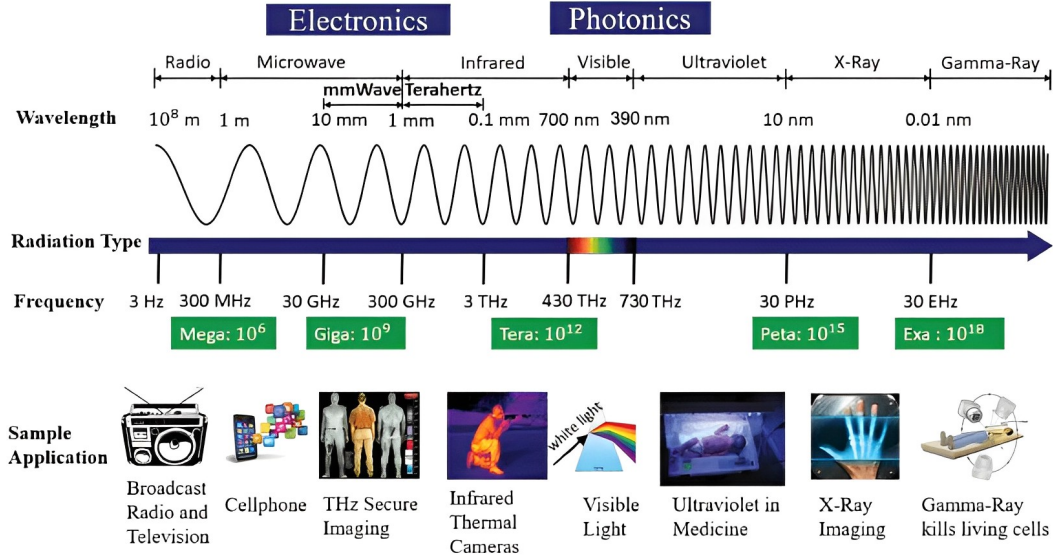 Electronics
Photonics
Radio
Microwave
Infrared
Visible
Ultraviolet
X-Ray
Gamma-Ray
mmWave
Terahertz
Wavelength
10⁸ m
1 m
10 mm
1 mm
0.1 mm
700 nm
390 nm
10 nm
0.01 nm
Radiation Type
Frequency
3 Hz
300 MHz
30 GHz
300 GHz
3 THz
430 THz
730 THz
30 PHz
30 EHz
Mega: 10⁶
Giga: 10⁹
Tera: 10¹²
Peta: 10¹⁵
Exa : 10¹⁸
Sample
Application
white light
Broadcast
Radio and
Television
Cellphone
THz Secure
Imaging
Infrared
Thermal
Cameras
Visible
Light
Ultraviolet in
Medicine
X-Ray
Imaging
Gamma-Ray
kills living cells